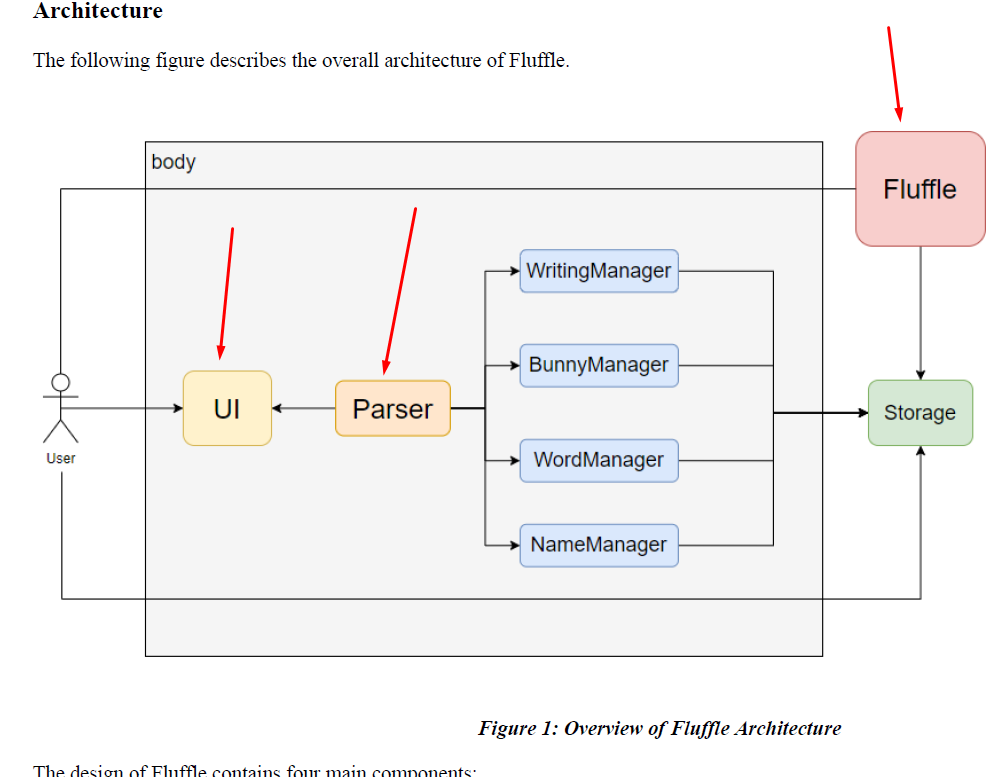 Architecture
The following figure describes the overall architecture of Fluffle.
body
Fluffle
WritingManager
BunnyManager
UI
Parser
Storage
User
WordManager
NameManager
Figure 1: Overview of Fluffle Architecture
The design of Fluffle contains four main components: